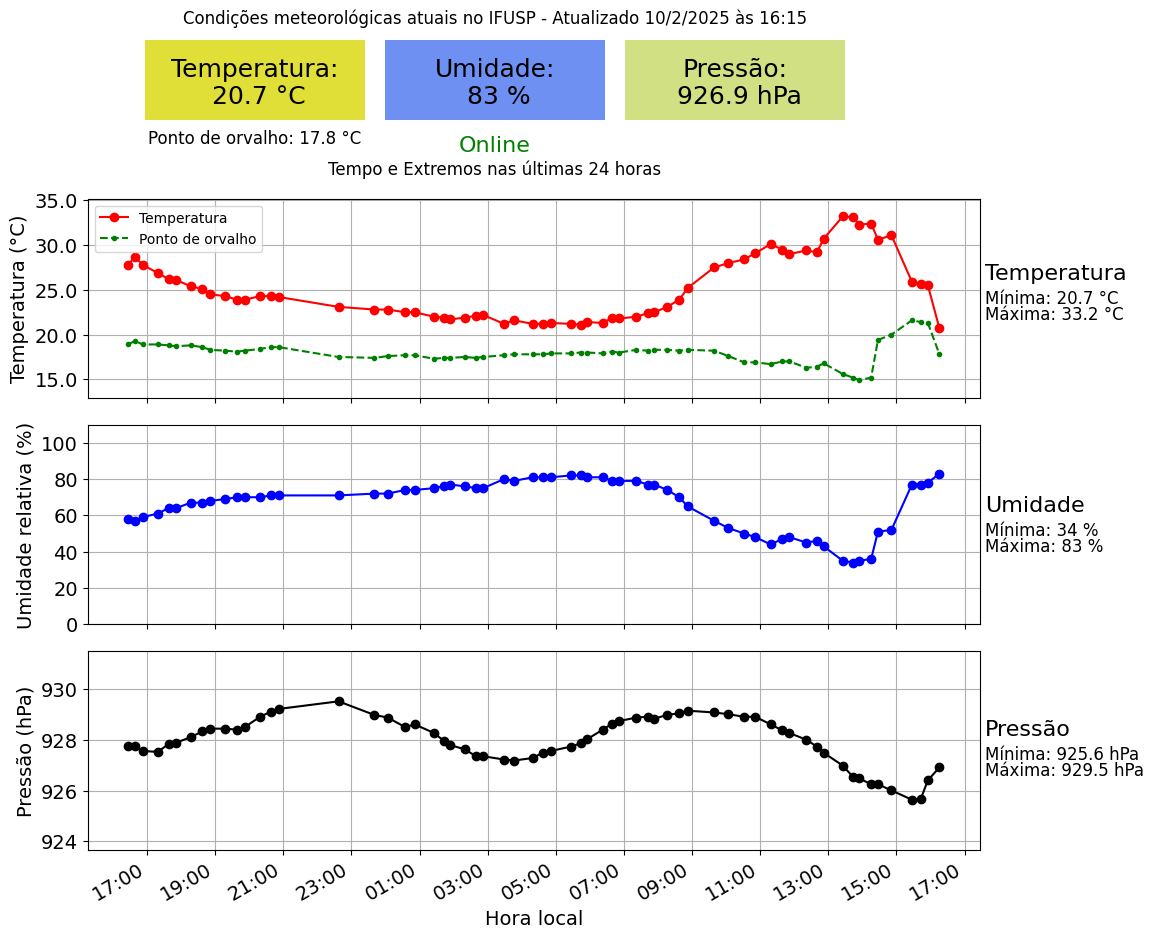 Condições meteorológicas atuais no IFUSP - Atualizado 10/2/2025 às 16:15
Temperatura:
20.7 °C
Umidade:
83 %
Pressão:
926.9 hPa
Ponto de orvalho: 17.8 °C
Online
Tempo e Extremos nas últimas 24 horas
Temperatura (°C)
35.0
30.0
25.0
20.0
15.0
Temperatura
Ponto de orvalho
Temperatura
Mínima: 20.7 °C
Máxima: 33.2 °C
Umidade relativa (%)
100
80
60
40
20
0
Umidade
Mínima: 34 %
Máxima: 83 %
Pressão (hPa)
930
928
926
924
Pressão
Mínima: 925.6 hPa
Máxima: 929.5 hPa
17:00 19:00 21:00 23:00 01:00 03:00 05:00 07:00 09:00 11:00 13:00 15:00 17:00
Hora local